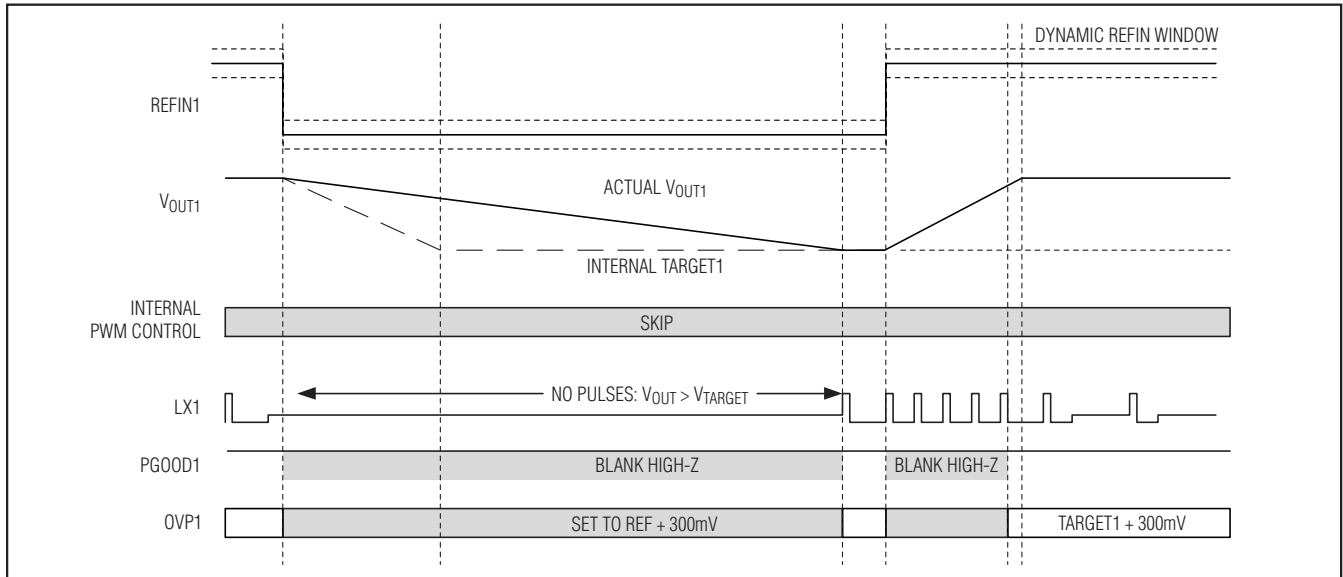 DYNAMIC REFIN WINDOW
REFIN1
ACTUAL VOUT1
VOUT1
INTERNAL TARGET1
INTERNAL
PWM CONTROL
SKIP
NO PULSES: VOUT > VTARGET
LX1
PGOOD1
BLANK HIGH-Z
BLANK HIGH-Z
OVP1
SET TO REF + 300mV
TARGET1 + 300mV